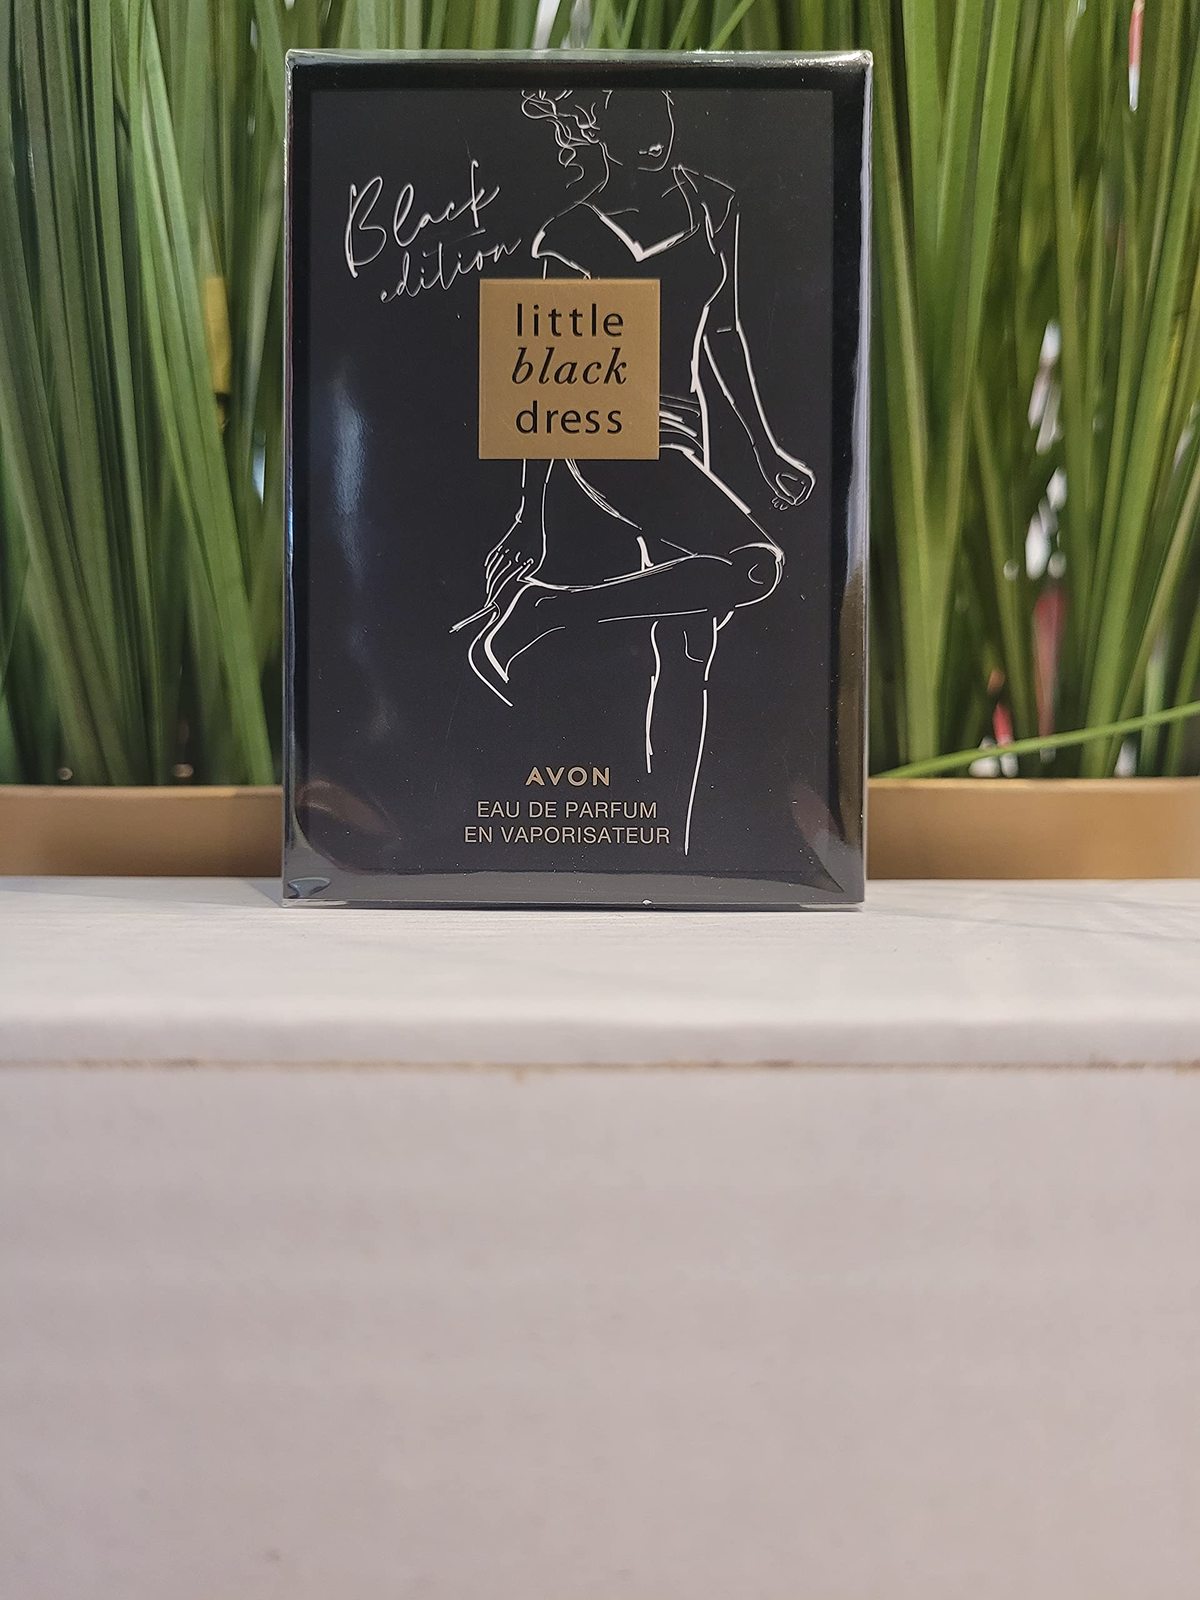 Black
edition
little
black
dress
AVON
EAU DE PARFUM
EN VAPORISATEUR